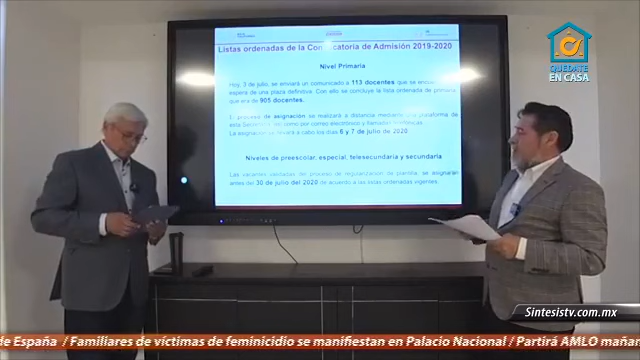 Listas ordenadas de la Convocatoria de Admisión 2019-2020
Nivel Primaria
Hoy, 3 de julio, se enviará un comunicado a 113 docentes que se
espera de una plaza definitiva. Con ello se concluye la lista ordenada de primaria
que era de 905 docentes.
El proceso de asignación se realizará a distancia mediante una plataforma de
esta así como por correo electrónico y llamadas telefónicas.
La asignación se llevará a cabo los días 6 y 7 de julio de 2020.
Niveles de preescolar, especial, telesecundaria y secundaria
Las vacantes del proceso de regularización de plantilla, se asignarán
antes del 30 de julio del 2020 de acuerdo a las listas ordenadas vigentes.
QUÉDATE
EN CASA
Sintesistv.com.mx
de España / Familiares de víctimas de feminicidio se manifiestan en Palacio Nacional / Partirá AMLO mañan